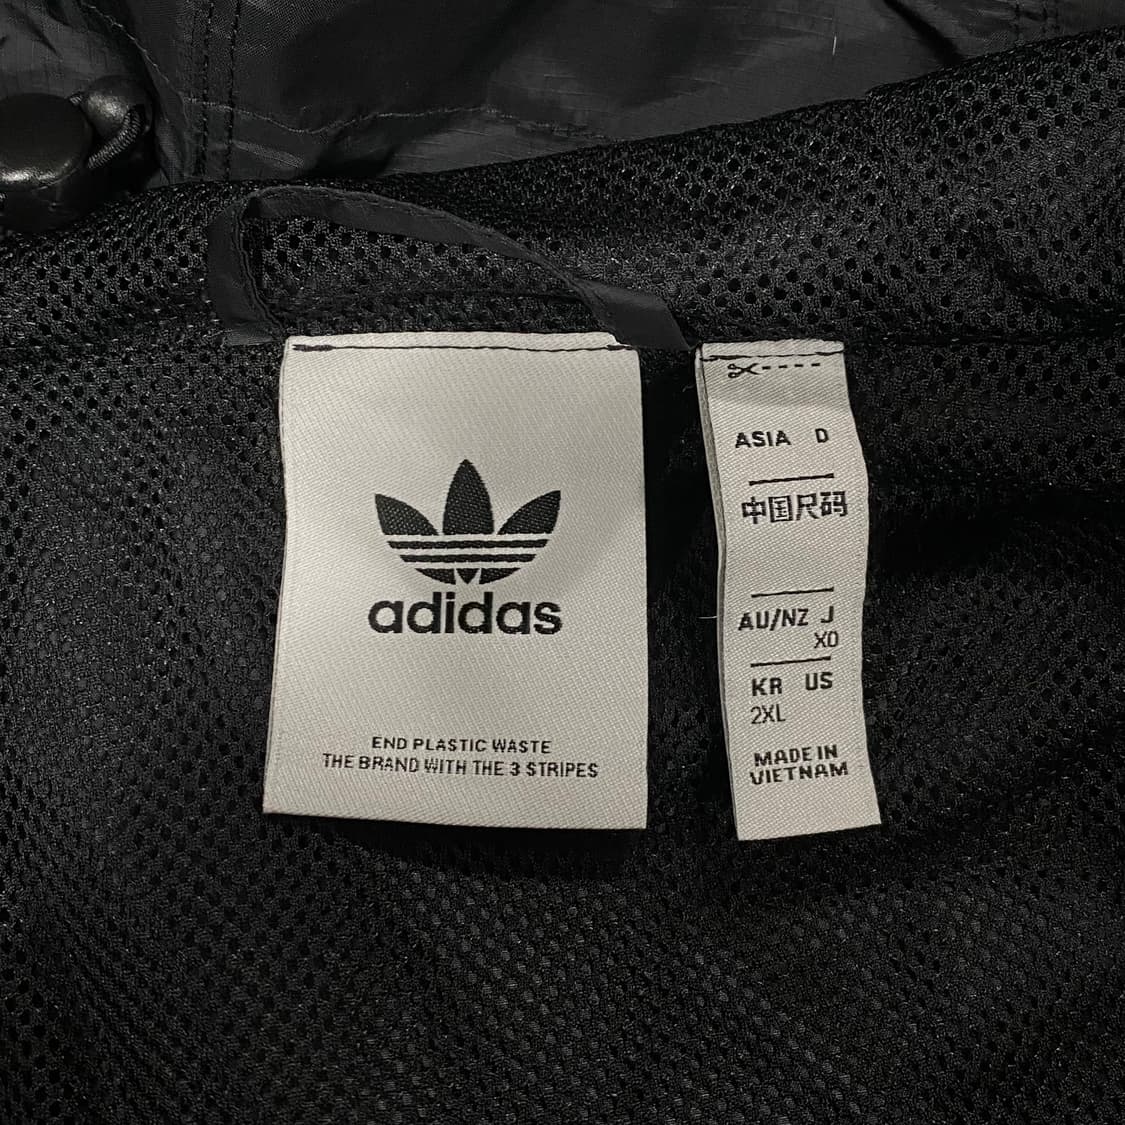 adidas
END PLASTIC WASTE
THE BRAND WITH THE 3 STRIPES
ASIA D
中国尺码
AU/NZ J
XO
KR US
2XL
MADE IN
VIETNAM